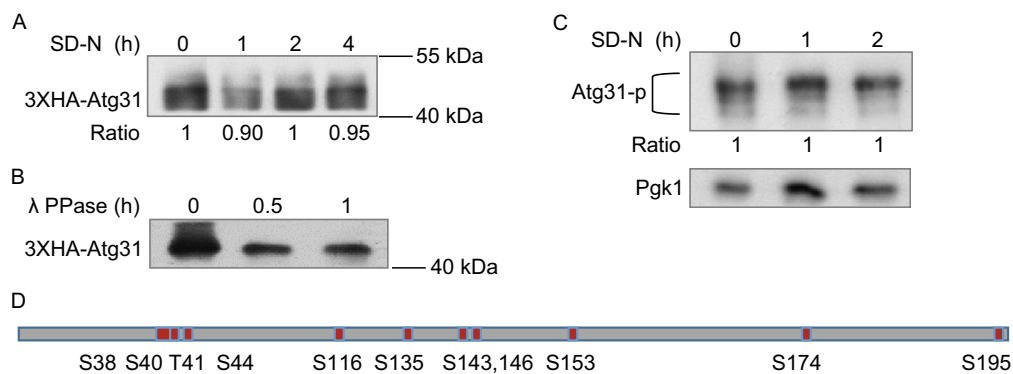 A
SD-N (h) 0 1 2 4
55 kDa
3XHA-Atg31
40 kDa
Ratio 1 0.90 1 0.95
B
λ PPase (h) 0 0.5 1
3XHA-Atg31
40 kDa
C
SD-N (h) 0 1 2
Atg31-p
Ratio 1 1 1
Pgk1
D
S38 S40 T41 S44 S116 S135 S143,146 S153 S174 S195